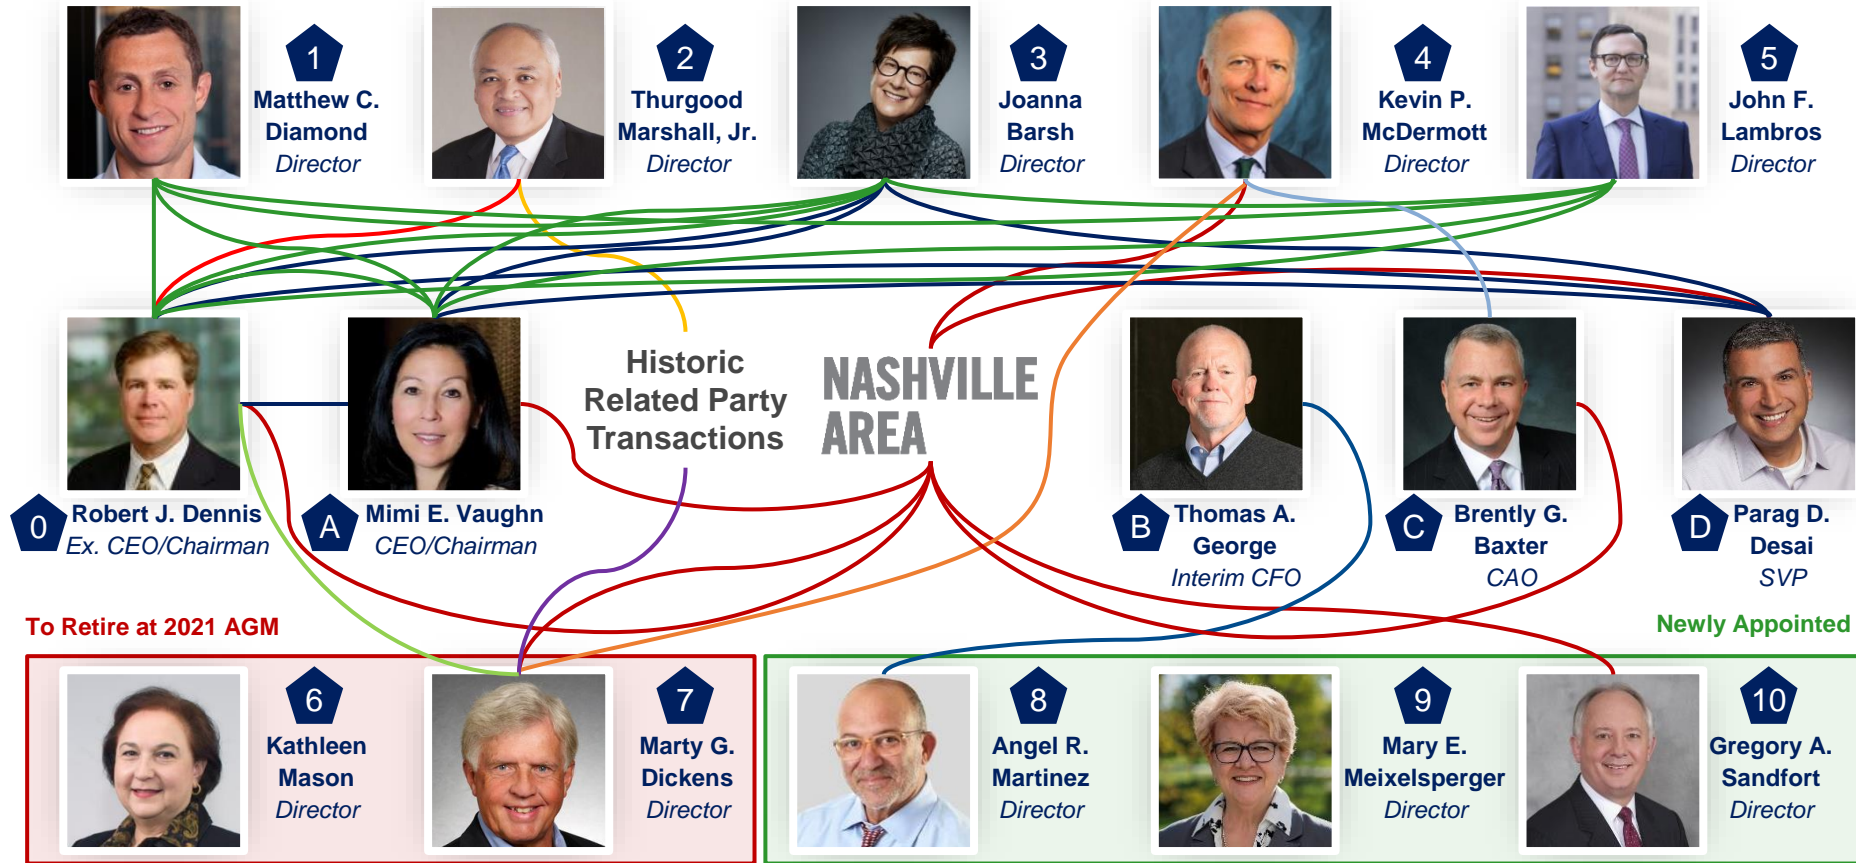 1
Matthew C.
Diamond
Director
2
Thurgood
Marshall, Jr.
Director
3
Joanna
Barsh
Director
4
Kevin P.
McDermott
Director
5
John F.
Lambros
Director
Historic
Related Party
Transactions
NASHVILLE
AREA
0
Robert J. Dennis
Ex. CEO/Chairman
A
Mimi E. Vaughn
CEO/Chairman
B
Thomas A.
George
Interim CFO
C
Brently G.
Baxter
CAO
D
Parag D.
Desai
SVP
To Retire at 2021 AGM
Newly Appointed
6
Kathleen
Mason
Director
7
Marty G.
Dickens
Director
8
Angel R.
Martinez
Director
9
Mary E.
Meixelsperger
Director
10
Gregory A.
Sandfort
Director